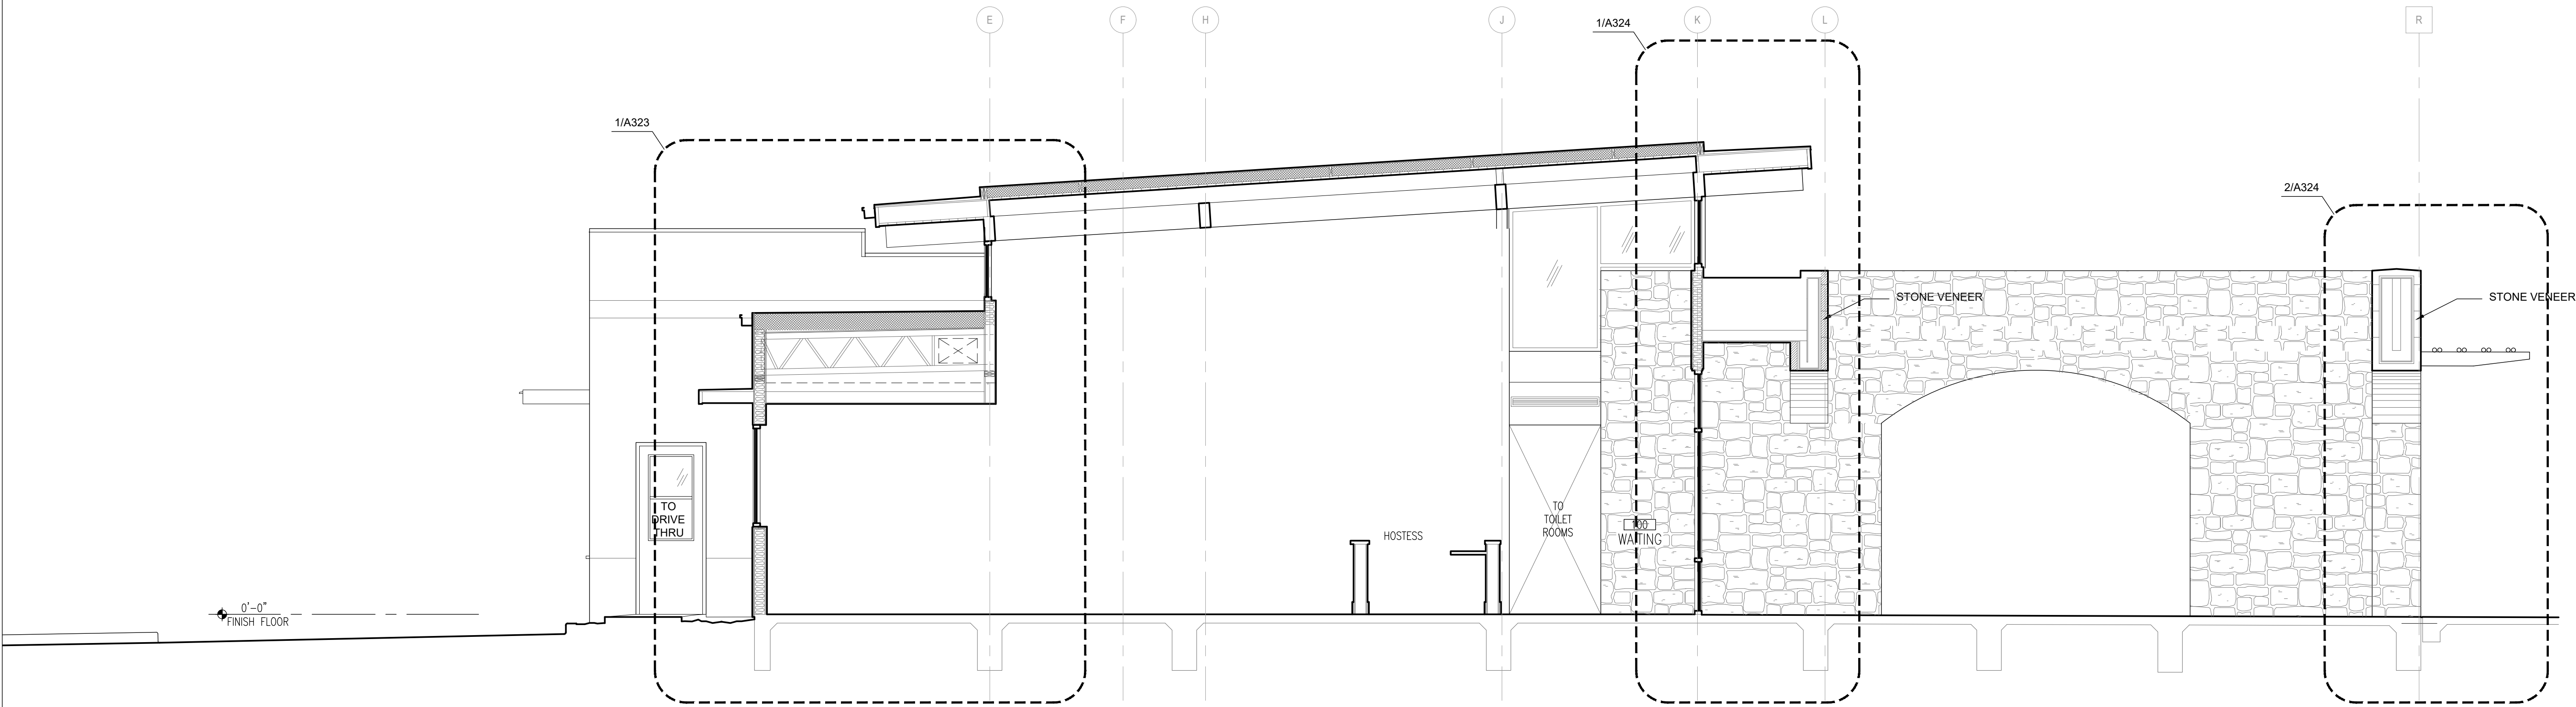 E
F
H
J
K
L
R
1/A324
1/A323
2/A324
STONE VENEER
STONE VENEER
TO
DRIVE
THRU
HOSTESS
TO
TOILET
ROOMS
100
WAITING
0'-0"
FINISH FLOOR